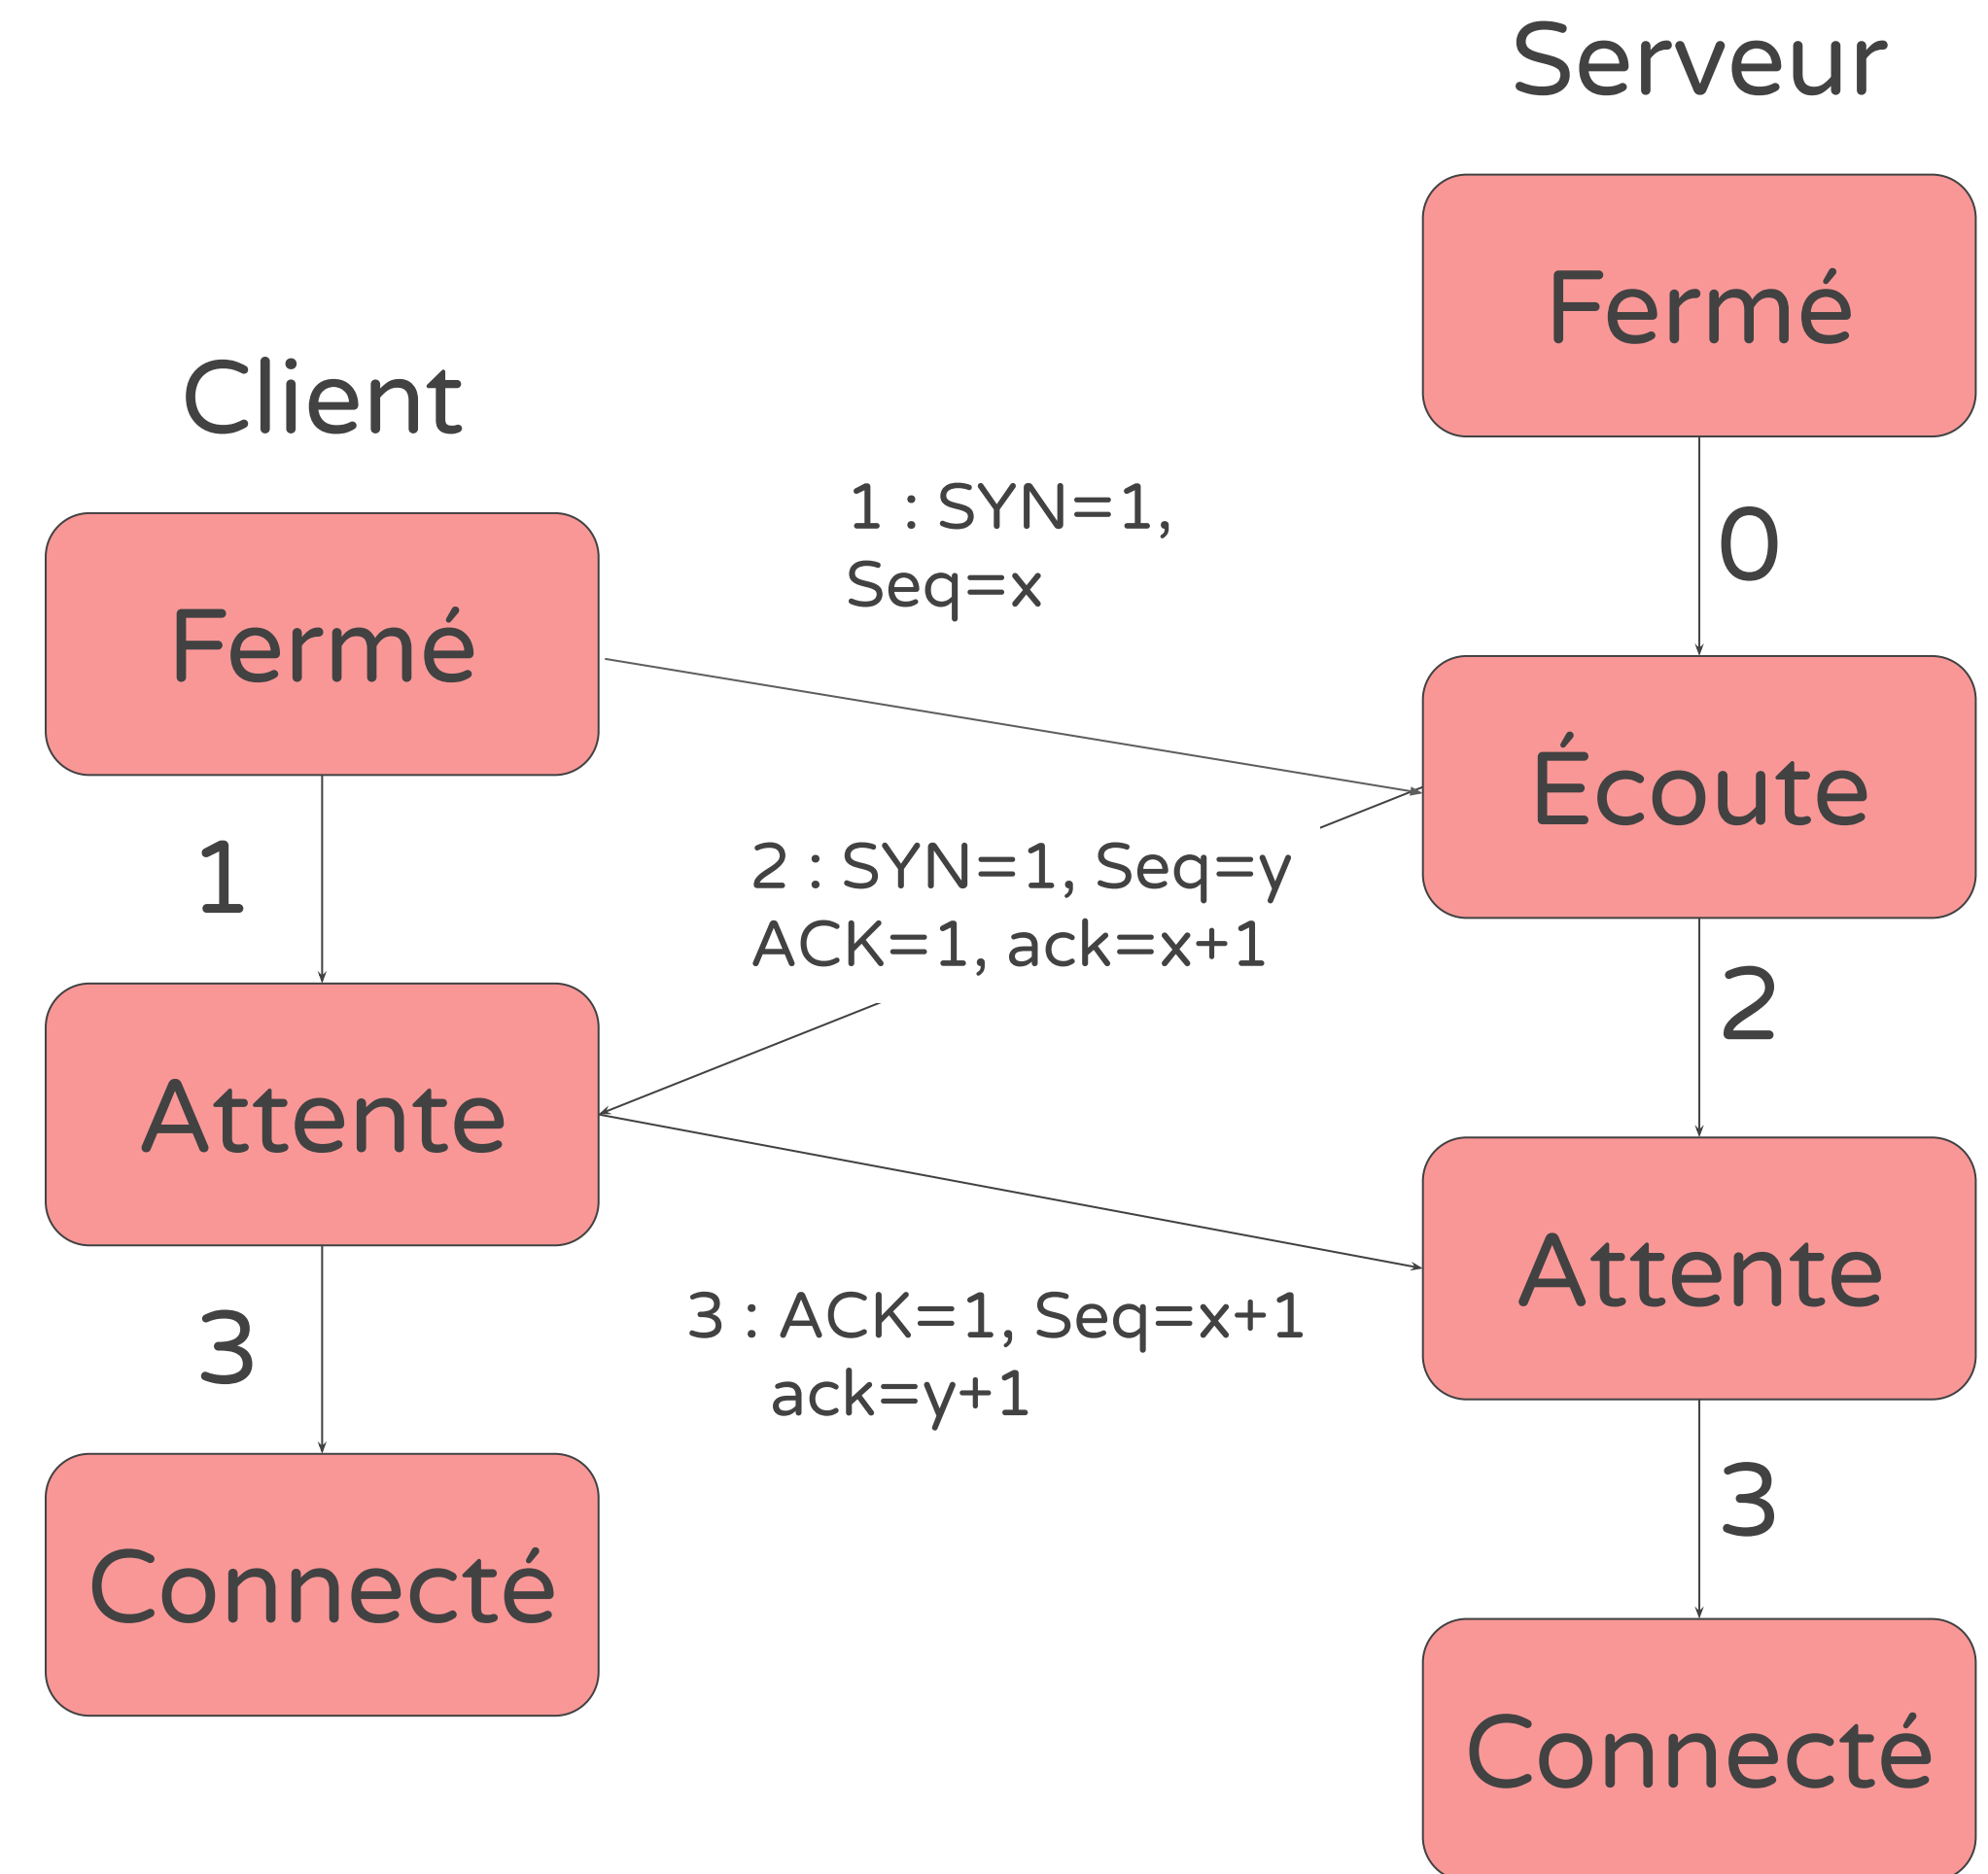 Serveur
Fermé
Client
1 : SYN=1,
Seq=x
0
Fermé
Écoute
1
2 : SYN=1, Seq=y
ACK=1, ack=x+1
2
Attente
Attente
3 : ACK=1, Seq=x+1
ack=y+1
3
3
Connecté
Connecté